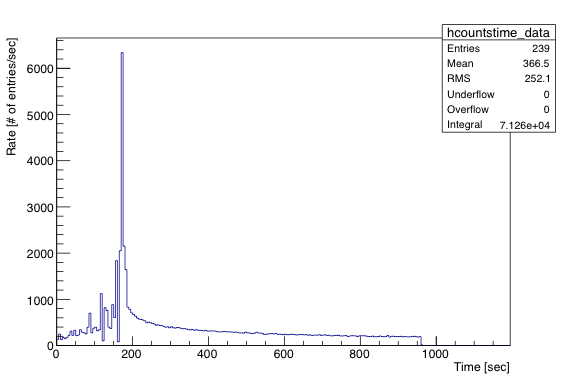 hcountstime_data
Entries 239
Mean 366.5
RMS 252.1
Underflow 0
Overflow 0
Integral 7.126e+04
Rate [# of entries/sec]
6000
5000
4000
3000
2000
1000
0
0 200 400 600 800 1000
Time [sec]